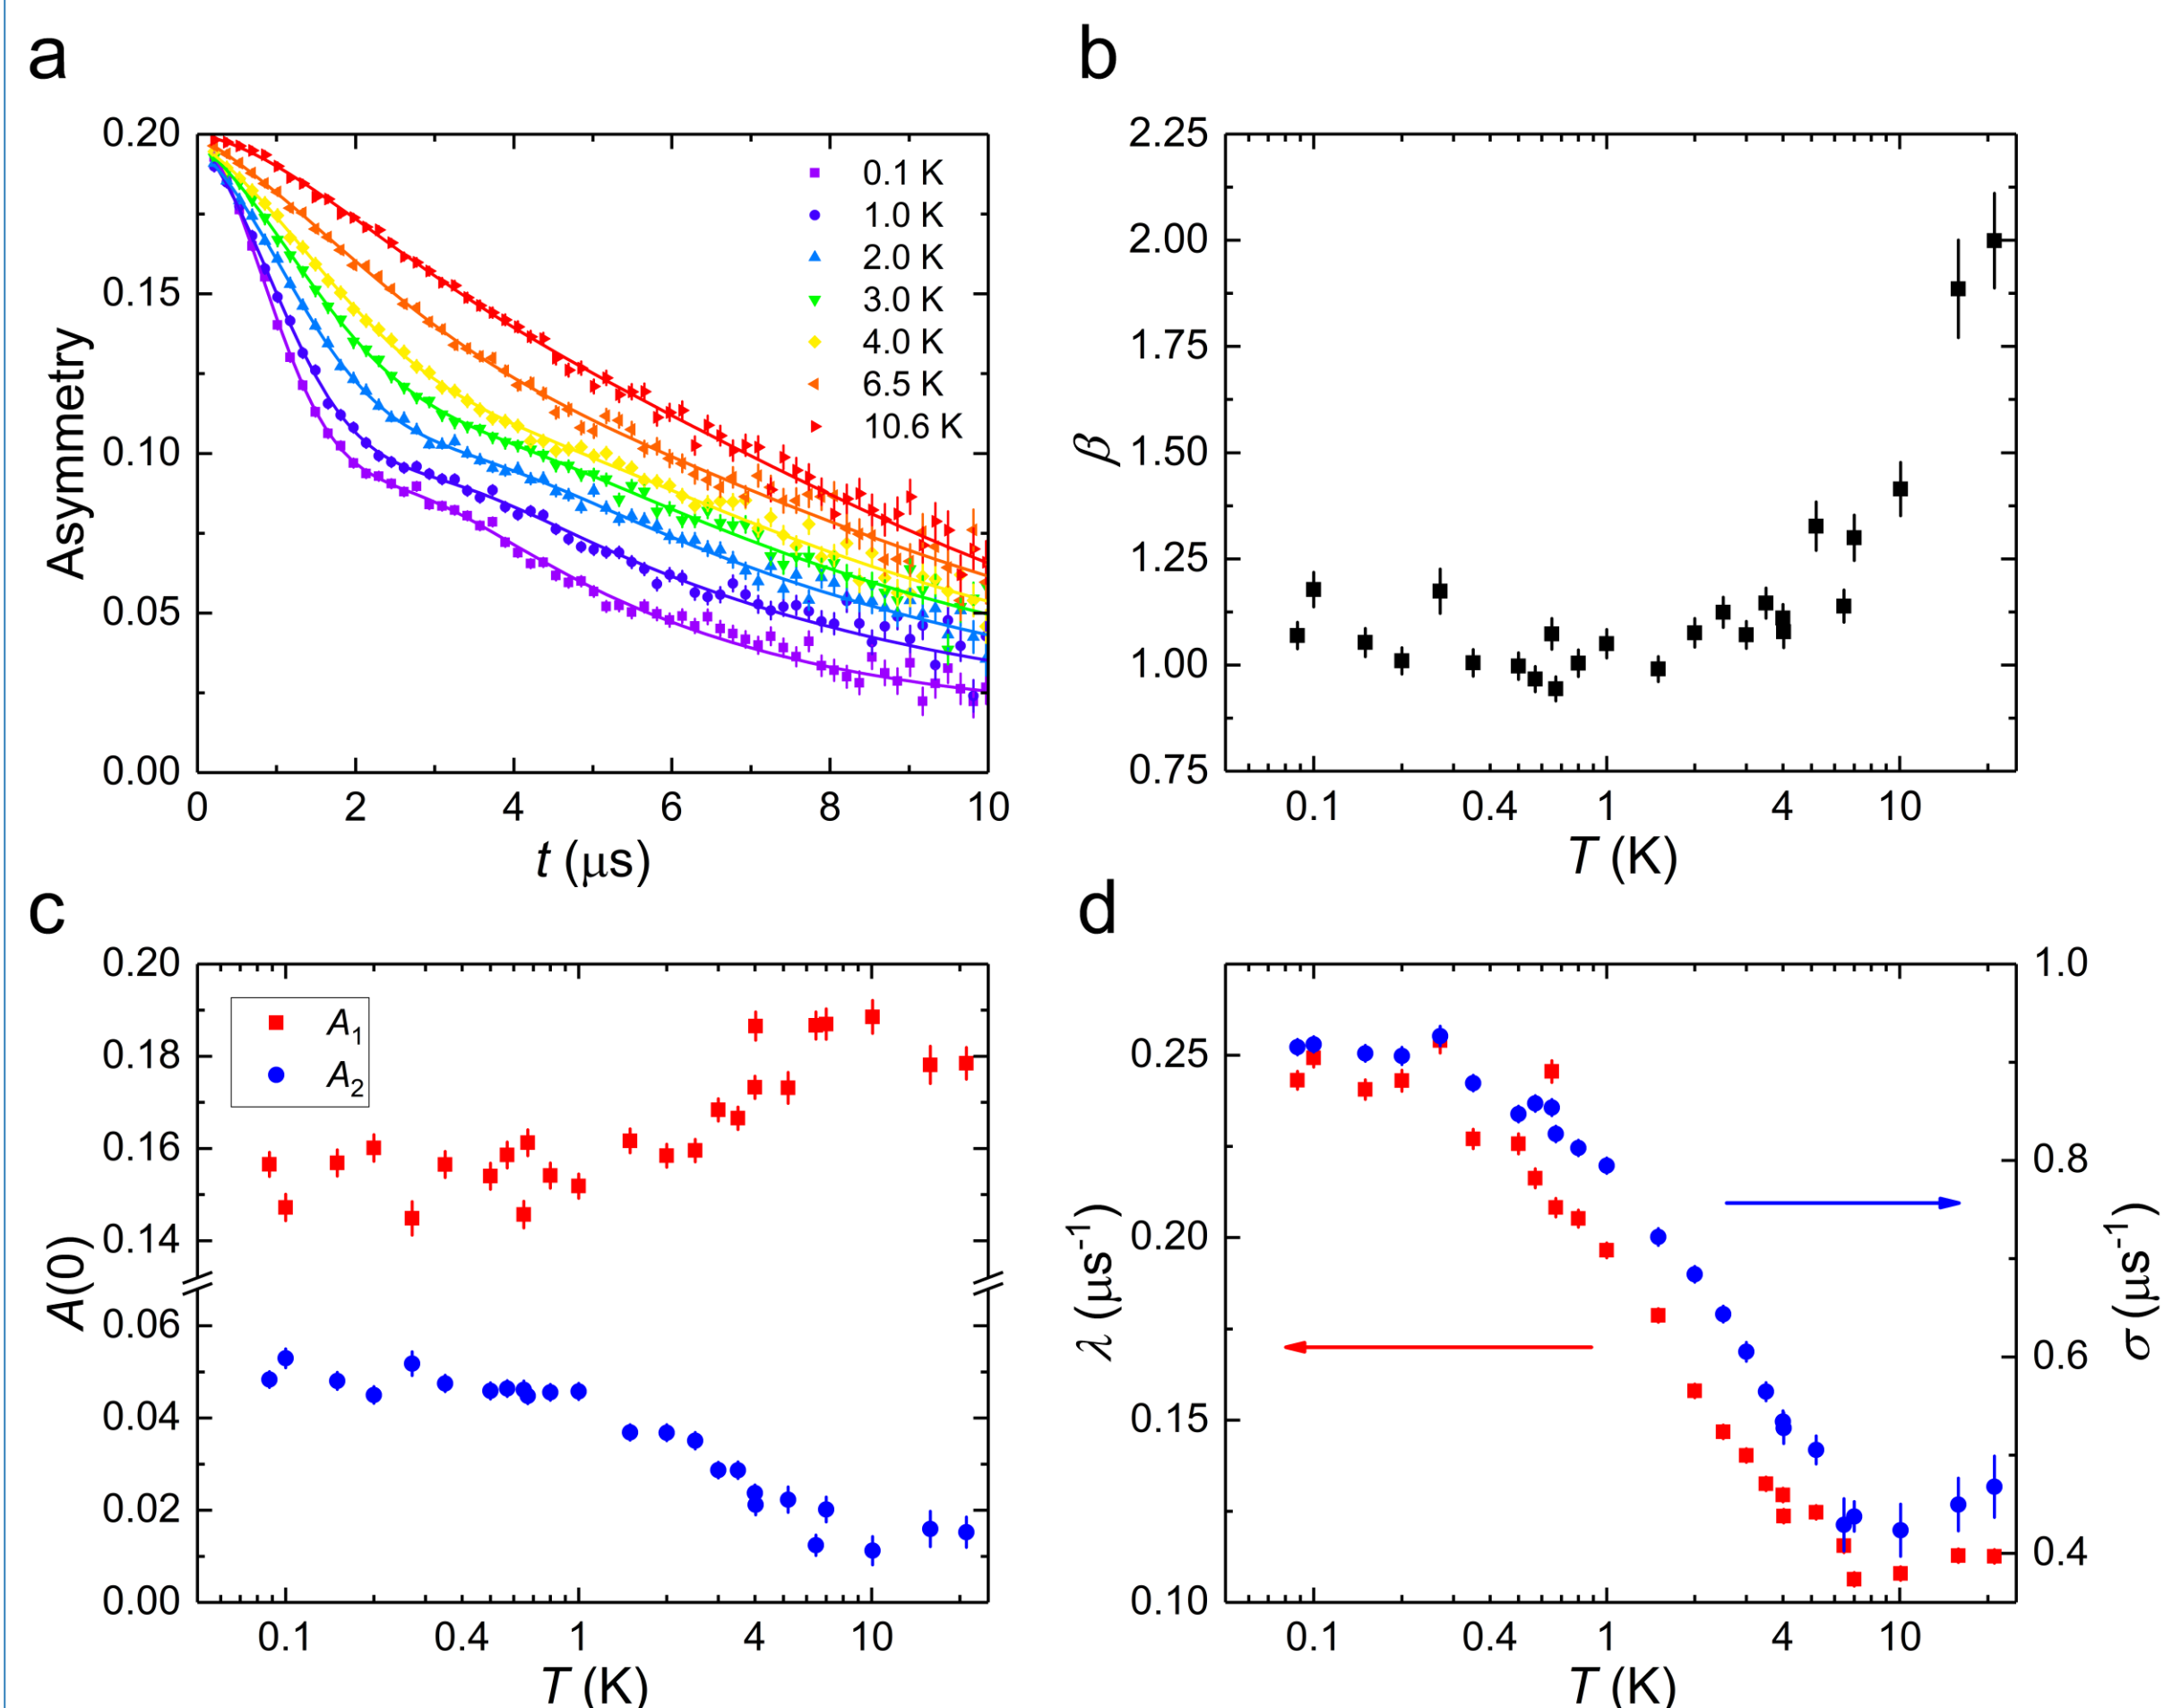 a
0.20
0.15
0.10
0.05
0.00
Asymmetry
0 2 4 6 8 10
t (μs)
0.1 K
1.0 K
2.0 K
3.0 K
4.0 K
6.5 K
10.6 K
b
2.25
2.00
1.75
1.50
1.25
1.00
0.75
β
0.1 0.4 1 4 10
T (K)
c
0.20
0.18
0.16
0.14
0.06
0.04
0.02
0.00
A(0)
A1
A2
0.1 0.4 1 4 10
T (K)
d
0.25
0.20
0.15
0.10
λ (μs-1)
1.0
0.8
0.6
0.4
σ (μs-1)
0.1 0.4 1 4 10
T (K)